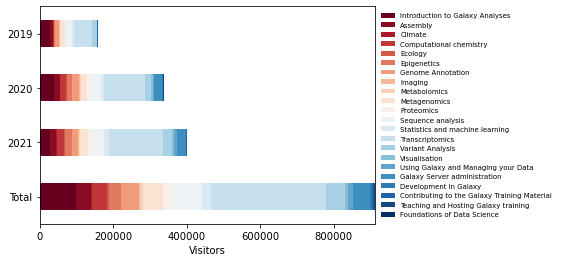 2019
2020
2021
Total
0
200000
400000
600000
800000
Visitors
Introduction to Galaxy Analyses
Assembly
Climate
Computational chemistry
Ecology
Epigenetics
Genome Annotation
Imaging
Metabolomics
Metagenomics
Proteomics
Sequence analysis
Statistics and machine learning
Transcriptomics
Variant Analysis
Visualisation
Using Galaxy and Managing your Data
Galaxy Server administration
Development in Galaxy
Contributing to the Galaxy Training Material
Teaching and Hosting Galaxy training
Foundations of Data Science